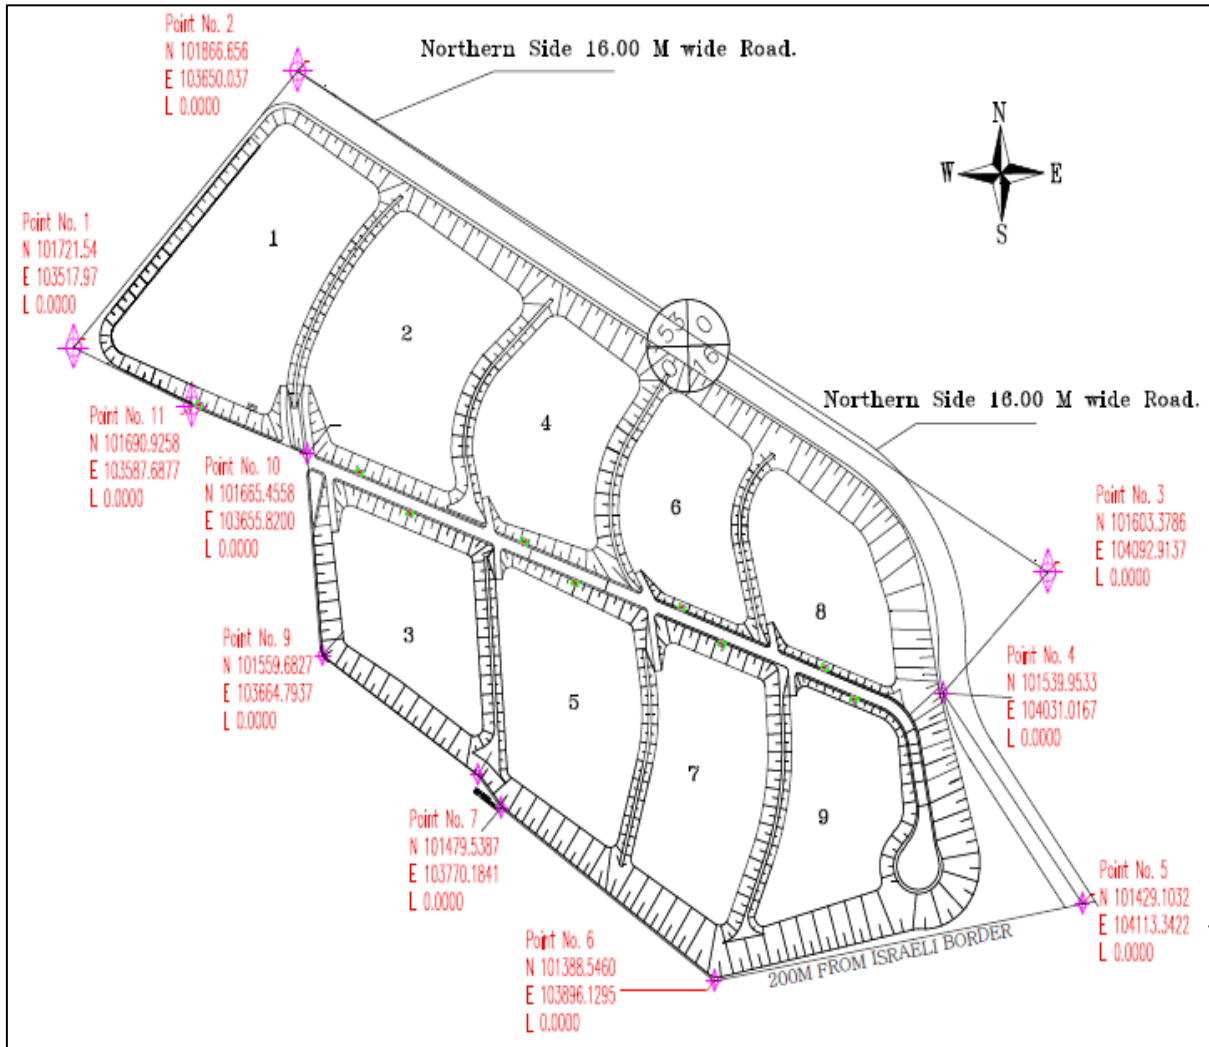 Point No. 2
N 101866.656
E 103650.037
L 0.0000
Northern Side 16.00 M wide Road.
N
W
E
S
Point No. 1
N 101721.54
E 103517.97
L 0.0000
1
2
53
0
0
16
Northern Side 16.00 M wide Road.
Point No. 11
N 101690.9258
E 103587.6877
L 0.0000
4
Point No. 10
N 101665.4558
E 103655.8200
L 0.0000
6
Point No. 3
N 101603.3786
E 104092.9137
L 0.0000
8
3
Point No. 9
N 101559.6827
E 103664.7937
L 0.0000
Point No. 4
N 101539.9533
E 104031.0167
L 0.0000
5
7
9
Point No. 7
N 101479.5387
E 103770.1841
L 0.0000
Point No. 5
N 101429.1032
E 104113.3422
L 0.0000
Point No. 6
N 101388.5460
E 103896.1295
L 0.0000
200M FROM ISRAELI BORDER